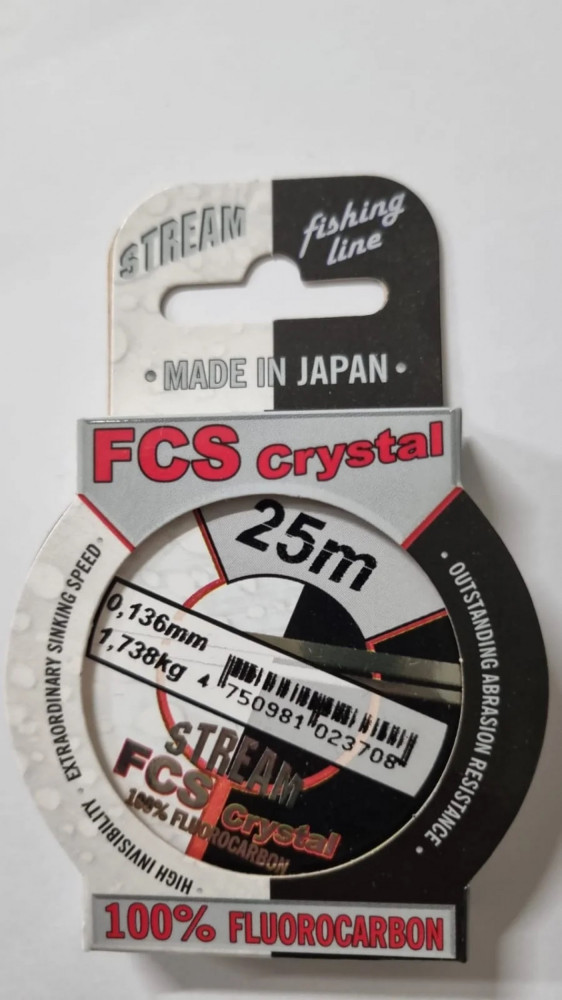 STREAM
fishing
line
• MADE IN JAPAN •
FCS crystal
25m
EXTRAORDINARY SINKING SPEED •
• HIGH INVISIBILITY •
• OUTSTANDING ABRASION RESISTANCE •
0,136mm
1,738kg
4 750981 023708
STREAM
FCS Crystal
100% FLUOROCARBON
100% FLUOROCARBON